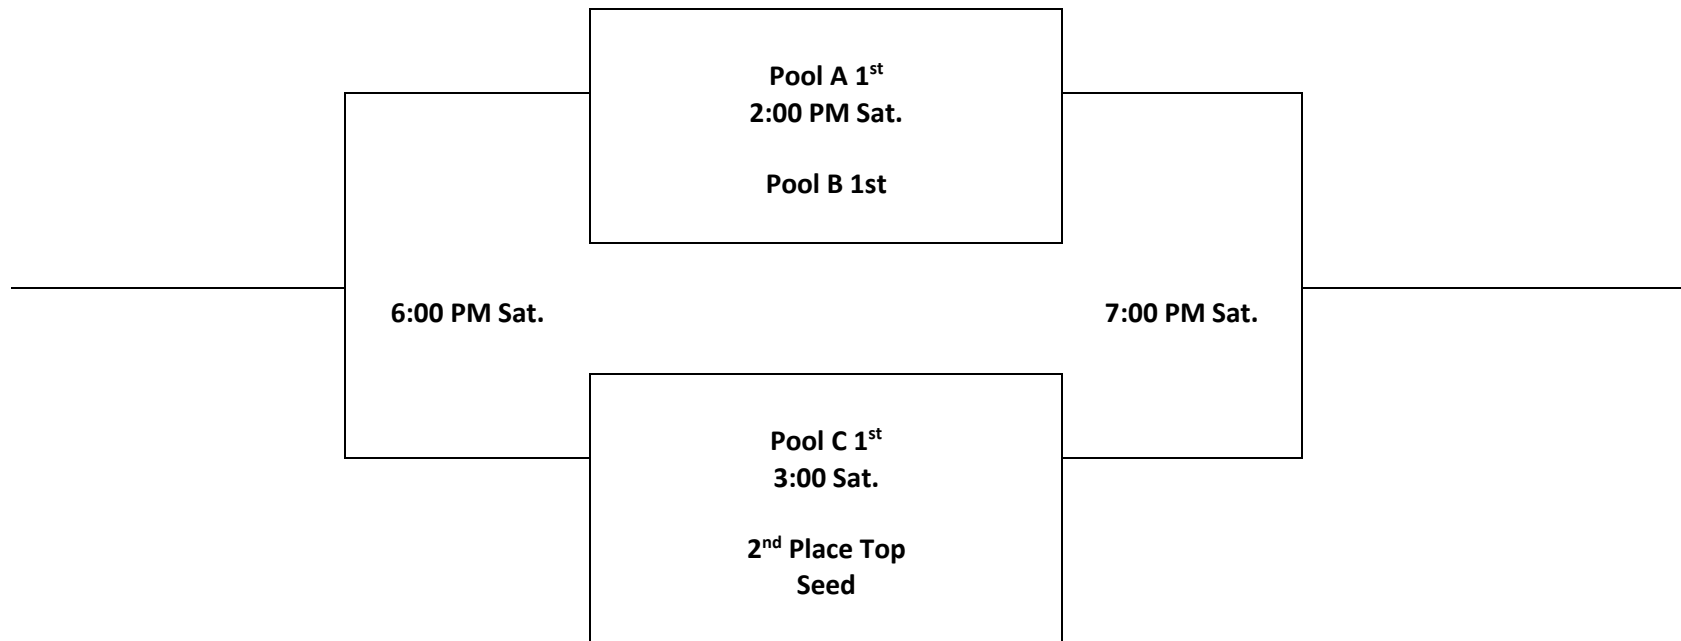 Pool A 1st
2:00 PM Sat.
Pool B 1st
6:00 PM Sat.
7:00 PM Sat.
Pool C 1st
3:00 Sat.
2nd Place Top
Seed